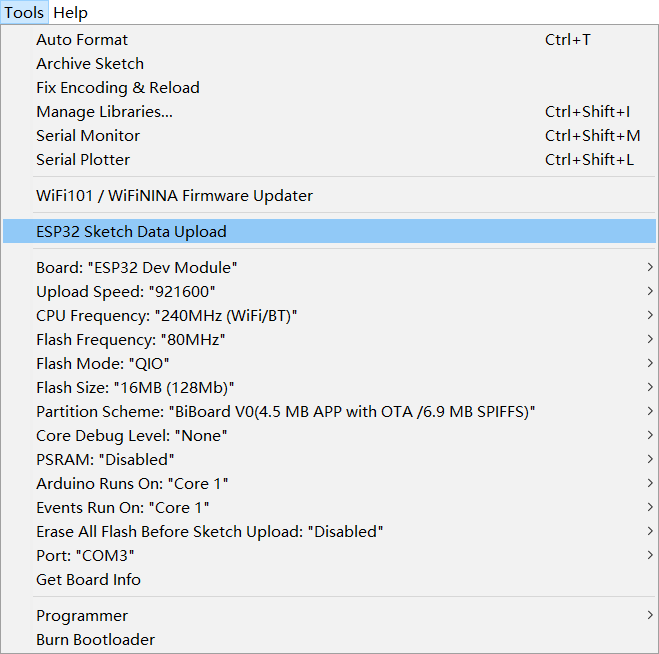 Tools Help
Auto Format Ctrl+T
Archive Sketch
Fix Encoding & Reload
Manage Libraries... Ctrl+Shift+I
Serial Monitor Ctrl+Shift+M
Serial Plotter Ctrl+Shift+L
WiFi101 / WiFiNINA Firmware Updater
ESP32 Sketch Data Upload
Board: "ESP32 Dev Module"
Upload Speed: "921600"
CPU Frequency: "240MHz (WiFi/BT)"
Flash Frequency: "80MHz"
Flash Mode: "QIO"
Flash Size: "16MB (128Mb)"
Partition Scheme: "BiBoard V0(4.5 MB APP with OTA /6.9 MB SPIFFS)"
Core Debug Level: "None"
PSRAM: "Disabled"
Arduino Runs On: "Core 1"
Events Run On: "Core 1"
Erase All Flash Before Sketch Upload: "Disabled"
Port: "COM3"
Get Board Info
Programmer
Burn Bootloader